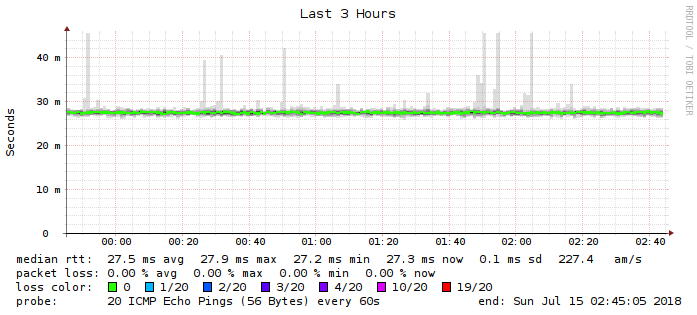 Last 3 Hours
RRDTOOL / TOBI OETIKER
Seconds
40 m
30 m
20 m
10 m
0
00:00 00:20 00:40 01:00 01:20 01:40 02:00 02:20 02:40
median rtt: 27.5 ms avg 27.9 ms max 27.2 ms min 27.3 ms now 0.1 ms sd 227.4 am/s
packet loss: 0.00 % avg 0.00 % max 0.00 % min 0.00 % now
loss color: 0 1/20 2/20 3/20 4/20 10/20 19/20
probe: 20 ICMP Echo Pings (56 Bytes) every 60s end: Sun Jul 15 02:45:05 2018